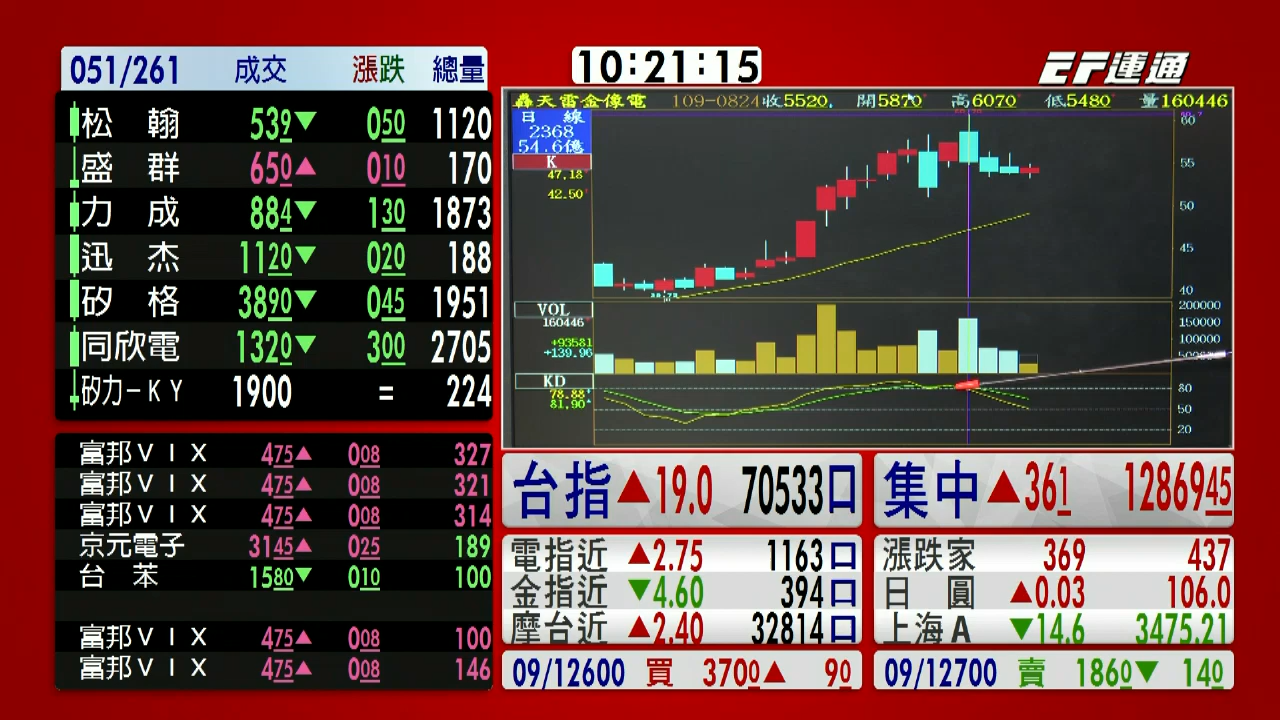 051/261 成交 漲跌 總量
松翰 539▼ 050 1120
盛群 650▲ 010 170
力成 884▼ 130 1873
迅杰 1120▼ 020 188
矽格 3890▼ 045 1951
同欣電 1320▼ 300 2705
矽力-KY 1900 = 224
富邦VIX 475▲ 008 327
富邦VIX 475▲ 008 321
富邦VIX 475▲ 008 314
京元電子 3145▲ 025 189
台苯 1580▼ 010 100
富邦VIX 475▲ 008 100
富邦VIX 475▲ 008 146
10:21:15
EF運通
轟天雷金像電 109-0824收5520 開5870 高6070 低5480 量160446
日線
2368
54.6億
K
47.18
42.50
60
55
50
45
40
VOL
160446
+93581
+139.96
200000
150000
100000
KD
78.88
81.90
80
50
20
台指▲19.0 70533口
電指近 ▲2.75 1163口
金指近 ▼4.60 394口
摩台近 ▲2.40 32814口
09/12600 買 3700▲ 90
集中▲361 1286945
漲跌家 369 437
日圓 ▲0.03 106.0
上海A ▼14.6 3475.21
09/12700 賣 1860▼ 140